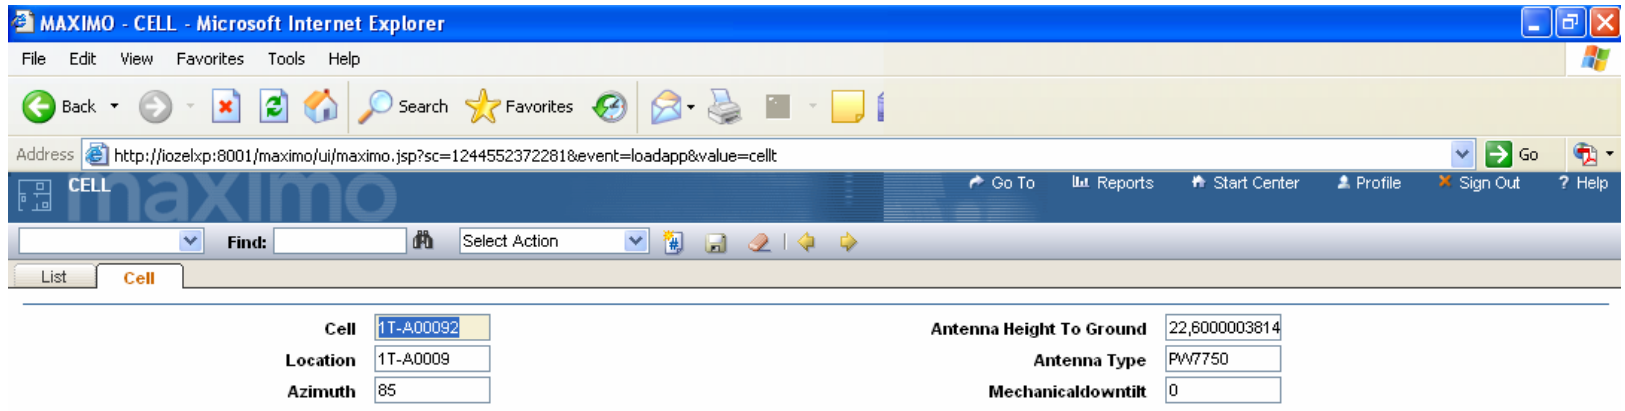 MAXIMO - CELL - Microsoft Internet Explorer
File Edit View Favorites Tools Help
Back Search Favorites
Address http://iozelxp:8001/maximo/ui/maximo.jsp?sc=1244552372281&event=loadapp&value=cellt Go
CELL maximo Go To Reports Start Center Profile Sign Out ? Help
Find: Select Action
List Cell
Cell 1T-A00092 Antenna Height To Ground 22,6000003814
Location 1T-A0009 Antenna Type PW7750
Azimuth 85 Mechanicaldowntilt 0